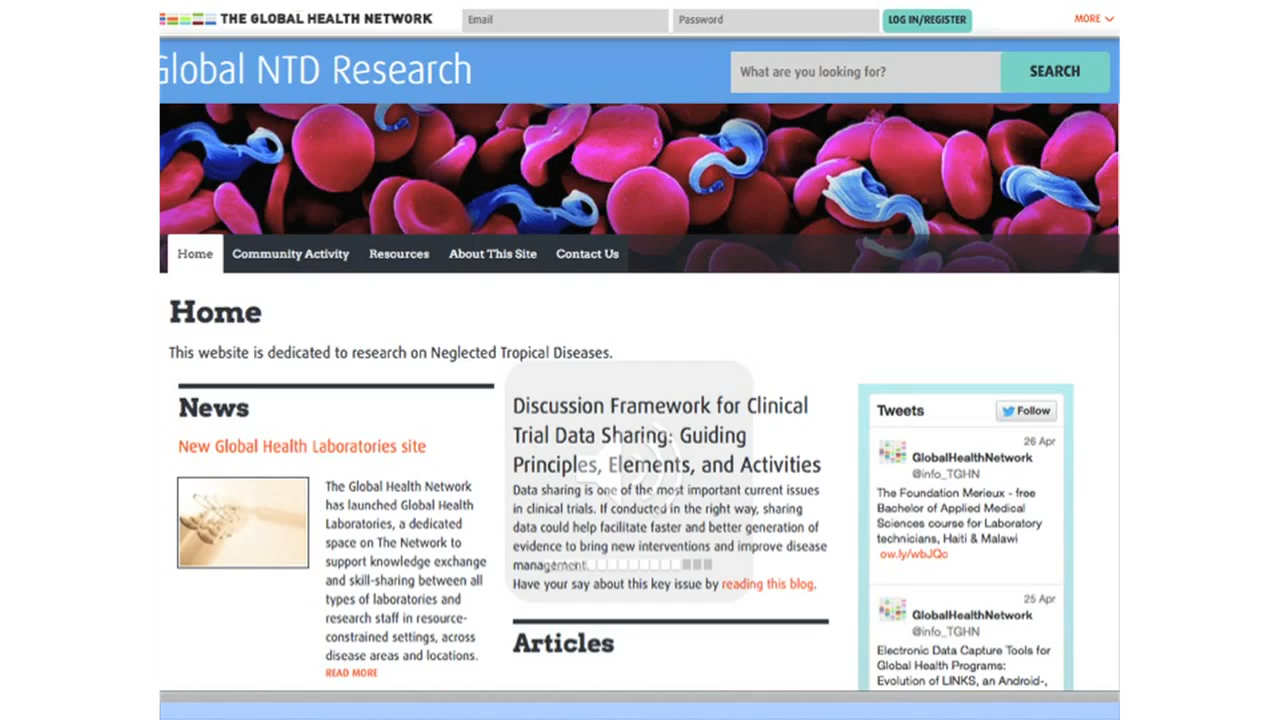 THE GLOBAL HEALTH NETWORK
Email
Password
LOG IN/REGISTER
MORE
Global NTD Research
What are you looking for?
SEARCH
Home
Community Activity
Resources
About This Site
Contact Us
Home
This website is dedicated to research on Neglected Tropical Diseases.
News
New Global Health Laboratories site
The Global Health Network
has launched Global Health
Laboratories, a dedicated
space on The Network to
support knowledge exchange
and skill-sharing between all
types of laboratories and
research staff in resource-
constrained settings, across
disease areas and locations.
READ MORE
Discussion Framework for Clinical
Trial Data Sharing: Guiding
Principles, Elements, and Activities
Data sharing is one of the most important current issues
in clinical trials. If conducted in the right way, sharing
data could help facilitate faster and better generation of
evidence to bring new interventions and improve disease
management.
Have your say about this key issue by reading this blog.
Articles
Tweets
Follow
26 Apr
GlobalHealthNetwork
@info_TGHN
The Foundation Merieux - free
Bachelor of Applied Medical
Sciences course for Laboratory
technicians, Haiti & Malawi
ow.ly/wbJQo
25 Apr
GlobalHealthNetwork
@info_TGHN
Electronic Data Capture Tools for
Global Health Programs:
Evolution of LINKS, an Android-,